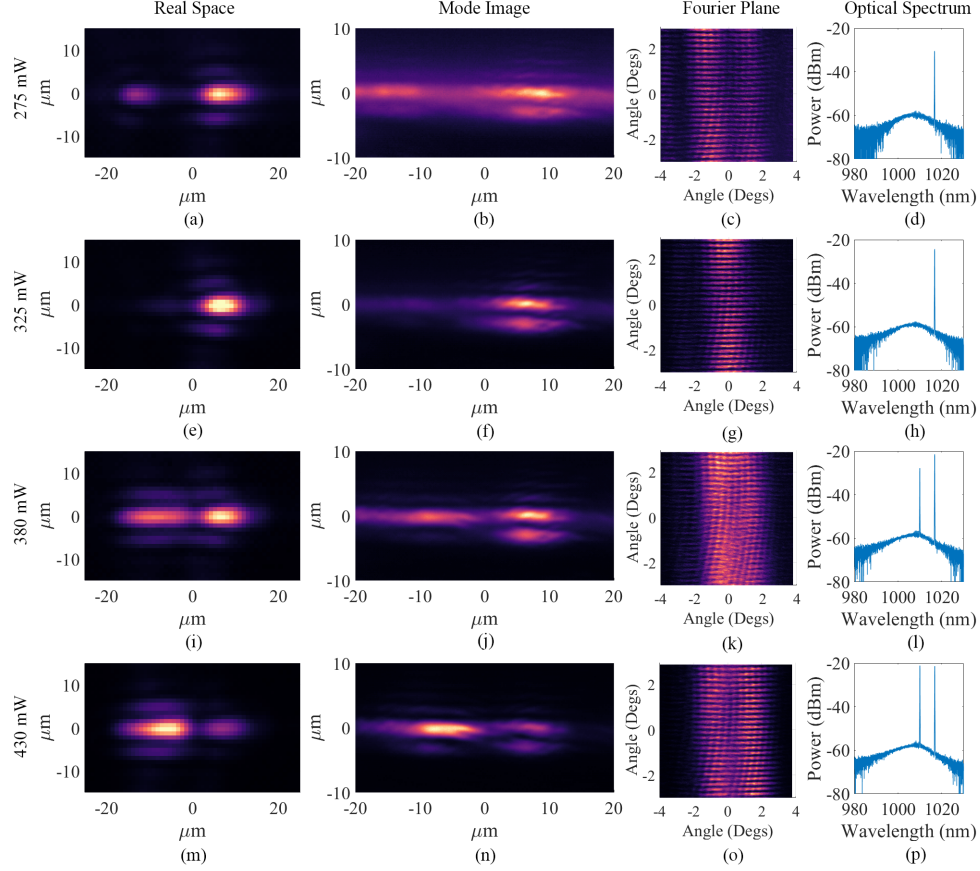 Real Space Mode Image Fourier Plane Optical Spectrum
275 mW
μm
10
0
-10
-20 0 20
μm
(a)
μm
10
0
-10
-20 -10 0 10 20
μm
(b)
Angle (Degs)
2
0
-2
-4 -2 0 2 4
Angle (Degs)
(c)
Power (dBm)
-20
-40
-60
-80
980 1000 1020
Wavelength (nm)
(d)
325 mW
μm
10
0
-10
-20 0 20
μm
(e)
μm
10
0
-10
-20 -10 0 10 20
μm
(f)
Angle (Degs)
2
0
-2
-4 -2 0 2 4
Angle (Degs)
(g)
Power (dBm)
-20
-40
-60
-80
980 1000 1020
Wavelength (nm)
(h)
380 mW
μm
10
0
-10
-20 0 20
μm
(i)
μm
10
0
-10
-20 -10 0 10 20
μm
(j)
Angle (Degs)
2
0
-2
-4 -2 0 2 4
Angle (Degs)
(k)
Power (dBm)
-20
-40
-60
-80
980 1000 1020
Wavelength (nm)
(l)
430 mW
μm
10
0
-10
-20 0 20
μm
(m)
μm
10
0
-10
-20 -10 0 10 20
μm
(n)
Angle (Degs)
2
0
-2
-4 -2 0 2 4
Angle (Degs)
(o)
Power (dBm)
-20
-40
-60
-80
980 1000 1020
Wavelength (nm)
(p)